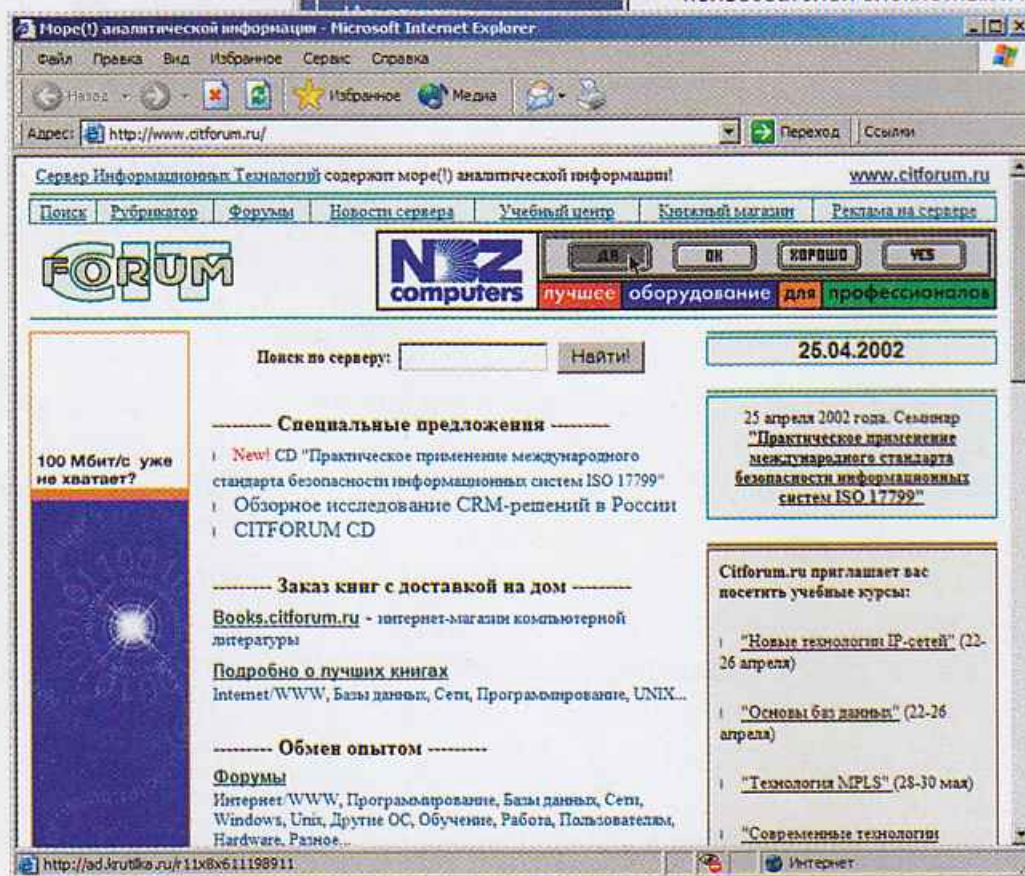 Море(!) аналитической информации - Microsoft Internet Explorer
Файл Правка Вид Избранное Сервис Справка
Назад Избранное Медиа
Адрес: http://www.citforum.ru/ Переход Ссылки
Сервер Информационных Технологий содержит море(!) аналитической информации! www.citforum.ru
Поиск Рубрикатор Форумы Новости сервера Учебный центр Книжный магазин Реклама на сервере
CIT FORUM
computers
ДА ОК ХОРОШО YES
лучшее оборудование для профессионалов
100 Мбит/с уже
не хватает?
Поиск по серверу: Найти!
--------- Специальные предложения ---------
New! CD "Практическое применение международного
стандарта безопасности информационных систем ISO 17799"
Обзорное исследование CRM-решений в России
CITFORUM CD
--------- Заказ книг с доставкой на дом ---------
Books.citforum.ru - интернет-магазин компьютерной
литературы
Подробно о лучших книгах
Internet/WWW, Базы данных, Сети, Программирование, UNIX...
--------- Обмен опытом ---------
Форумы
Интернет/WWW, Программирование, Базы данных, Сети,
Windows, Unix, Другие ОС, Обучение, Работа, Пользователям,
Hardware, Разное...
25.04.2002
25 апреля 2002 года. Семинар
"Практическое применение
международного стандарта
безопасности информационных
систем ISO 17799"
Citforum.ru приглашает вас
посетить учебные курсы:
"Новые технологии IP-сетей" (22-
26 апреля)
"Основы баз данных" (22-26
апреля)
"Технология MPLS" (28-30 мая)
"Современные технологии
http://ad.krutilka.ru/r11x8x611198911 Интернет